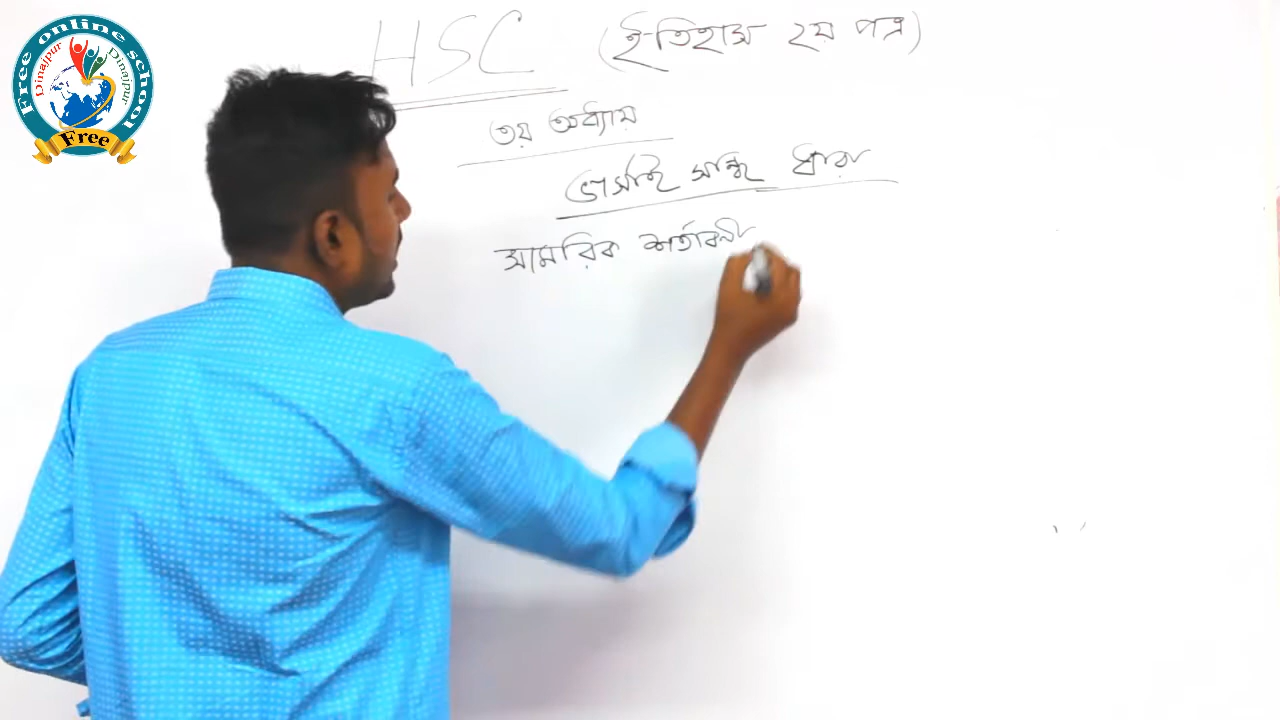 Free online school
Dinajpur Dinajpur
Free
HSC (ইতিহাস ২য় পত্র)
৩য় অধ্যায়
ভার্সাই সন্ধি ধারা
সামরিক শর্তাবলী